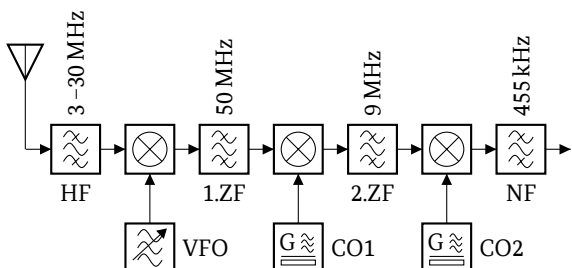 3–30 MHz
50 MHz
9 MHz
455 kHz
HF
1.ZF
2.ZF
NF
VFO
G
CO1
G
CO2